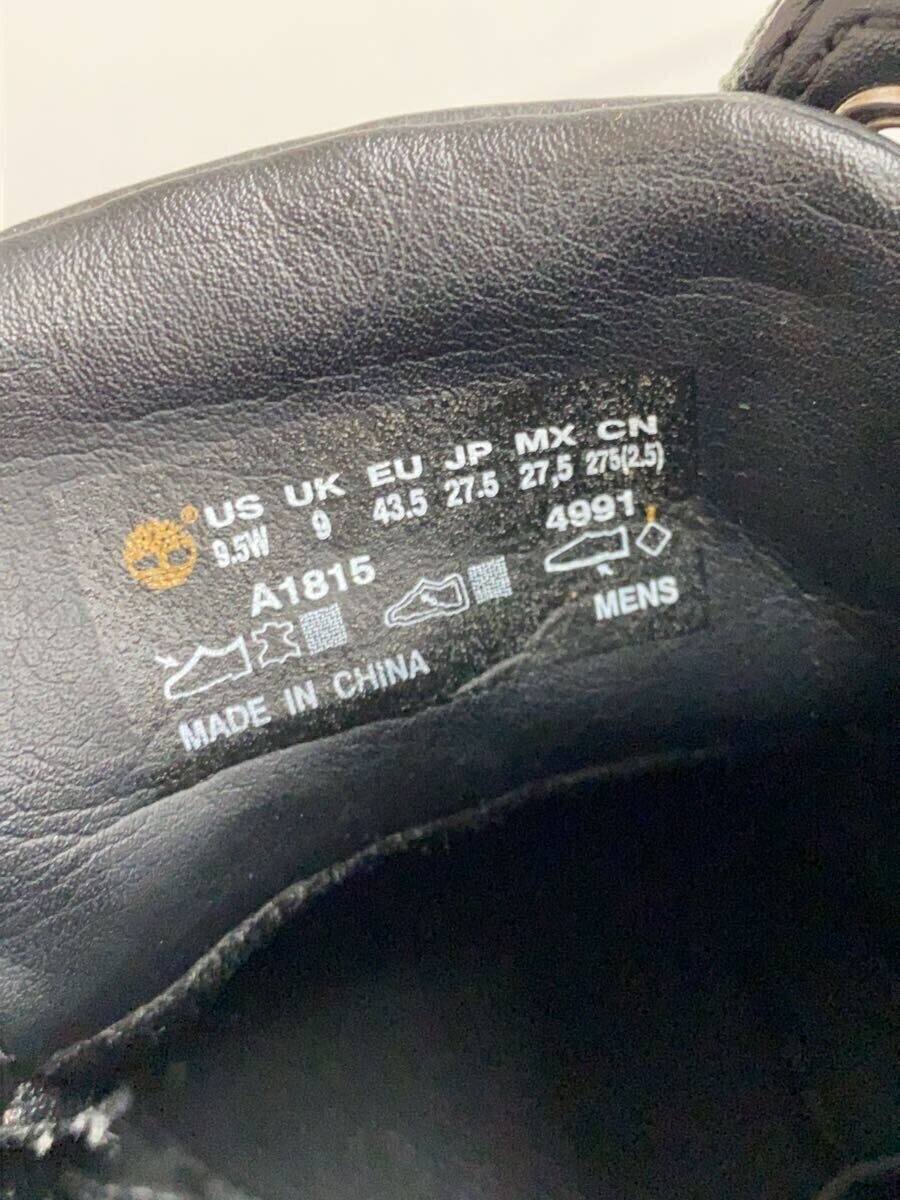 US UK EU JP MX CN
9.5W 9 43.5 27.5 27,5 275(2.5)
A1815 4991
MENS
MADE IN CHINA